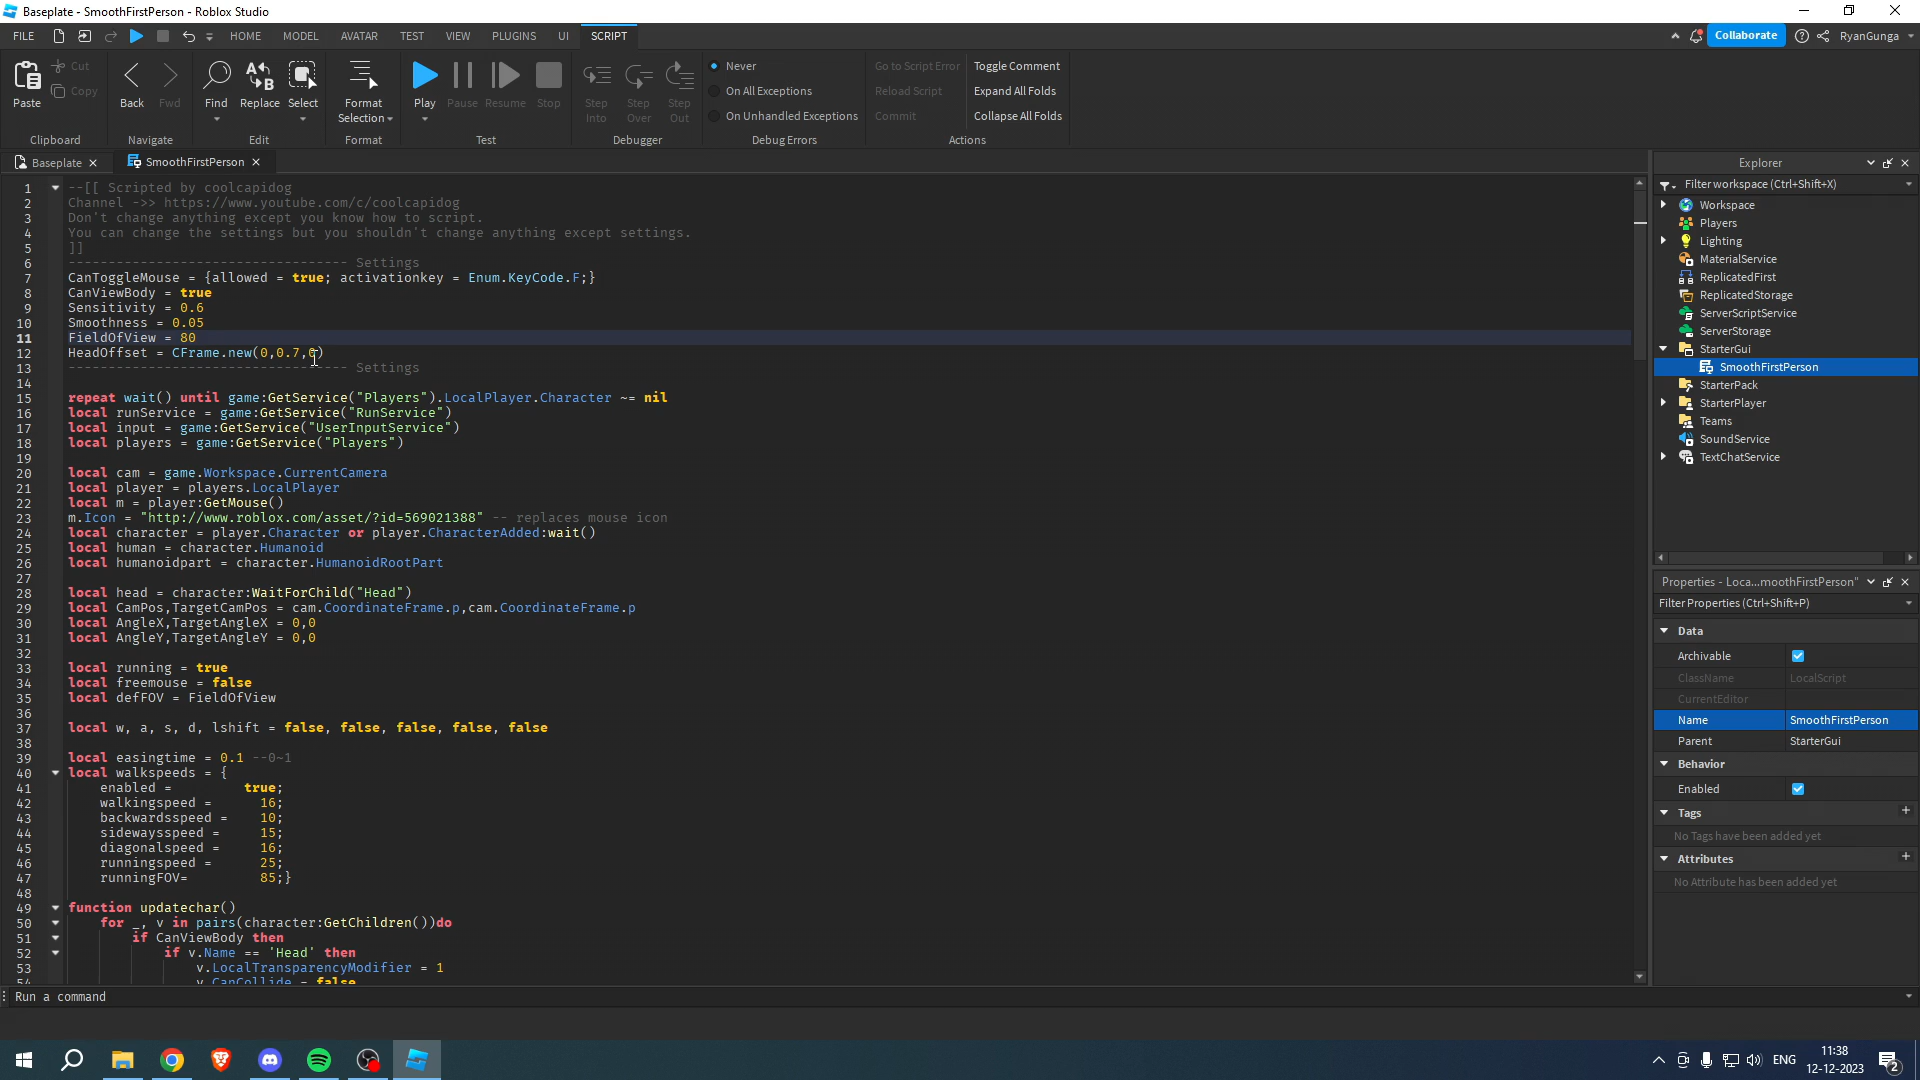 Baseplate - SmoothFirstPerson - Roblox Studio
FILE HOME MODEL AVATAR TEST VIEW PLUGINS UI SCRIPT Collaborate RyanGunga
Paste Cut Copy Back Fwd Find Replace Select Format Selection Play Pause Resume Stop Step Into Step Over Step Out
Never
On All Exceptions
On Unhandled Exceptions
Go to Script Error
Reload Script
Commit
Toggle Comment
Expand All Folds
Collapse All Folds
Clipboard Navigate Edit Format Test Debugger Debug Errors Actions
Baseplate SmoothFirstPerson
1 --[[ Scripted by coolcapidog
2 Channel ->> https://www.youtube.com/c/coolcapidog
3 Don't change anything except you know how to script.
4 You can change the settings but you shouldn't change anything except settings.
5 ]]
6 ----------------------------------- Settings
7 CanToggleMouse = {allowed = true; activationkey = Enum.KeyCode.F;}
8 CanViewBody = true
9 Sensitivity = 0.6
10 Smoothness = 0.05
11 FieldOfView = 80
12 HeadOffset = CFrame.new(0,0.7,0)
13 ----------------------------------- Settings
14
15 repeat wait() until game:GetService("Players").LocalPlayer.Character ~= nil
16 local runService = game:GetService("RunService")
17 local input = game:GetService("UserInputService")
18 local players = game:GetService("Players")
19
20 local cam = game.Workspace.CurrentCamera
21 local player = players.LocalPlayer
22 local m = player:GetMouse()
23 m.Icon = "http://www.roblox.com/asset/?id=569021388" -- replaces mouse icon
24 local character = player.Character or player.CharacterAdded:wait()
25 local human = character.Humanoid
26 local humanoidpart = character.HumanoidRootPart
27
28 local head = character:WaitForChild("Head")
29 local CamPos,TargetCamPos = cam.CoordinateFrame.p,cam.CoordinateFrame.p
30 local AngleX,TargetAngleX = 0,0
31 local AngleY,TargetAngleY = 0,0
32
33 local running = true
34 local freemouse = false
35 local defFOV = FieldOfView
36
37 local w, a, s, d, lshift = false, false, false, false, false
38
39 local easingtime = 0.1 --0~1
40 local walkspeeds = {
41 enabled = true;
42 walkingspeed = 16;
43 backwardsspeed = 10;
44 sidewaysspeed = 15;
45 diagonalspeed = 16;
46 runningspeed = 25;
47 runningFOV= 85;}
48
49 function updatechar()
50 for _, v in pairs(character:GetChildren())do
51 if CanViewBody then
52 if v.Name == 'Head' then
53 v.LocalTransparencyModifier = 1
54 v.CanCollide = false
Run a command
Explorer
Filter workspace (Ctrl+Shift+X)
Workspace
Players
Lighting
MaterialService
ReplicatedFirst
ReplicatedStorage
ServerScriptService
ServerStorage
StarterGui
SmoothFirstPerson
StarterPack
StarterPlayer
Teams
SoundService
TextChatService
Properties - Loca...moothFirstPerson"
Filter Properties (Ctrl+Shift+P)
Data
Archivable
ClassName LocalScript
CurrentEditor
Name SmoothFirstPerson
Parent StarterGui
Behavior
Enabled
Tags
No Tags have been added yet
Attributes
No Attribute has been added yet
ENG
11:38
12-12-2023
2